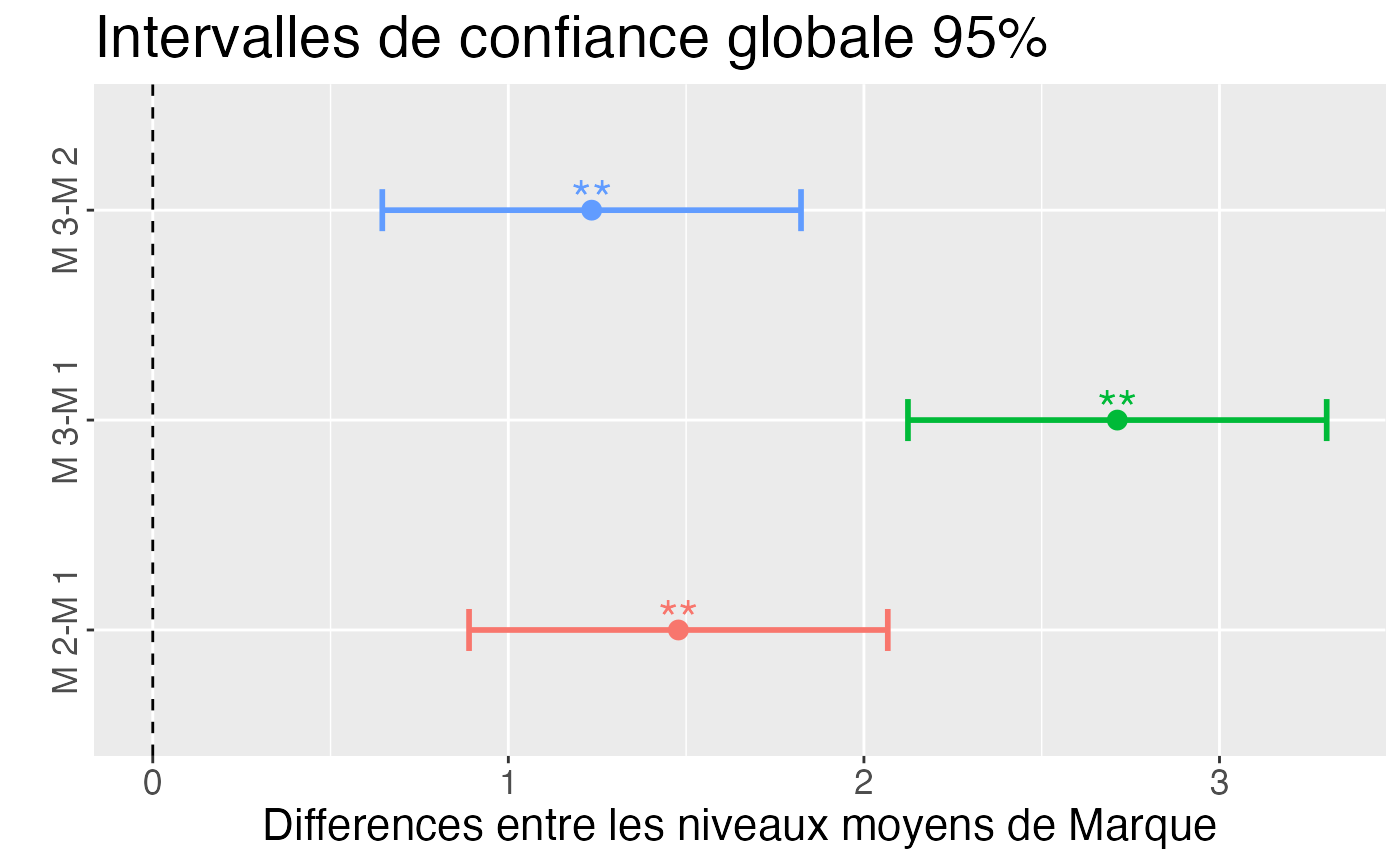 Intervalles de confiance globale 95%
M 3-M 2
**
M 3-M 1
**
M 2-M 1
**
0 1 2 3
Differences entre les niveaux moyens de Marque